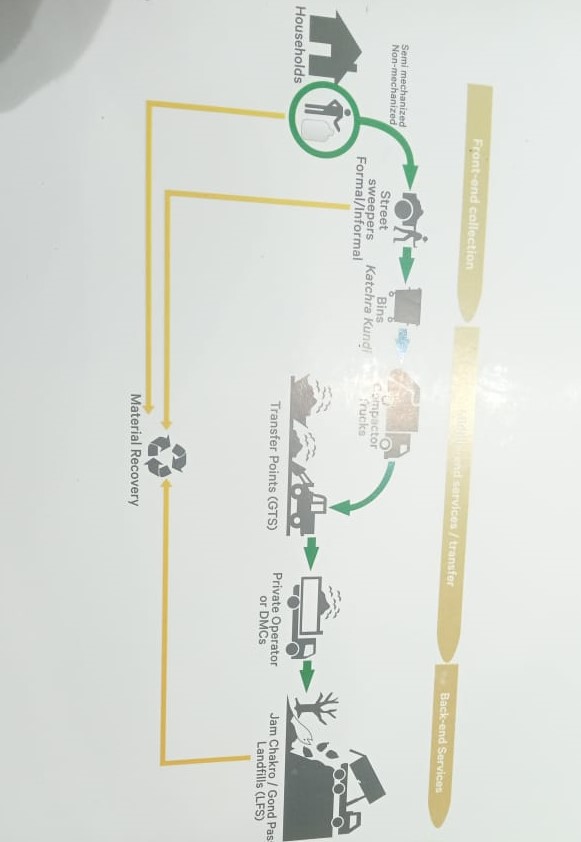 Front-end collection
Middle-end services / transfer
Back-end Services
Semi mechanized
Non-mechanized
Street
sweepers
Formal/Informal
Bins
Katchra Kundi
Compactor
Trucks
Households
Transfer Points (GTS)
Private Operator
or DMCs
Jam Chakro / Gond Pas
Landfills (LFS)
Material Recovery